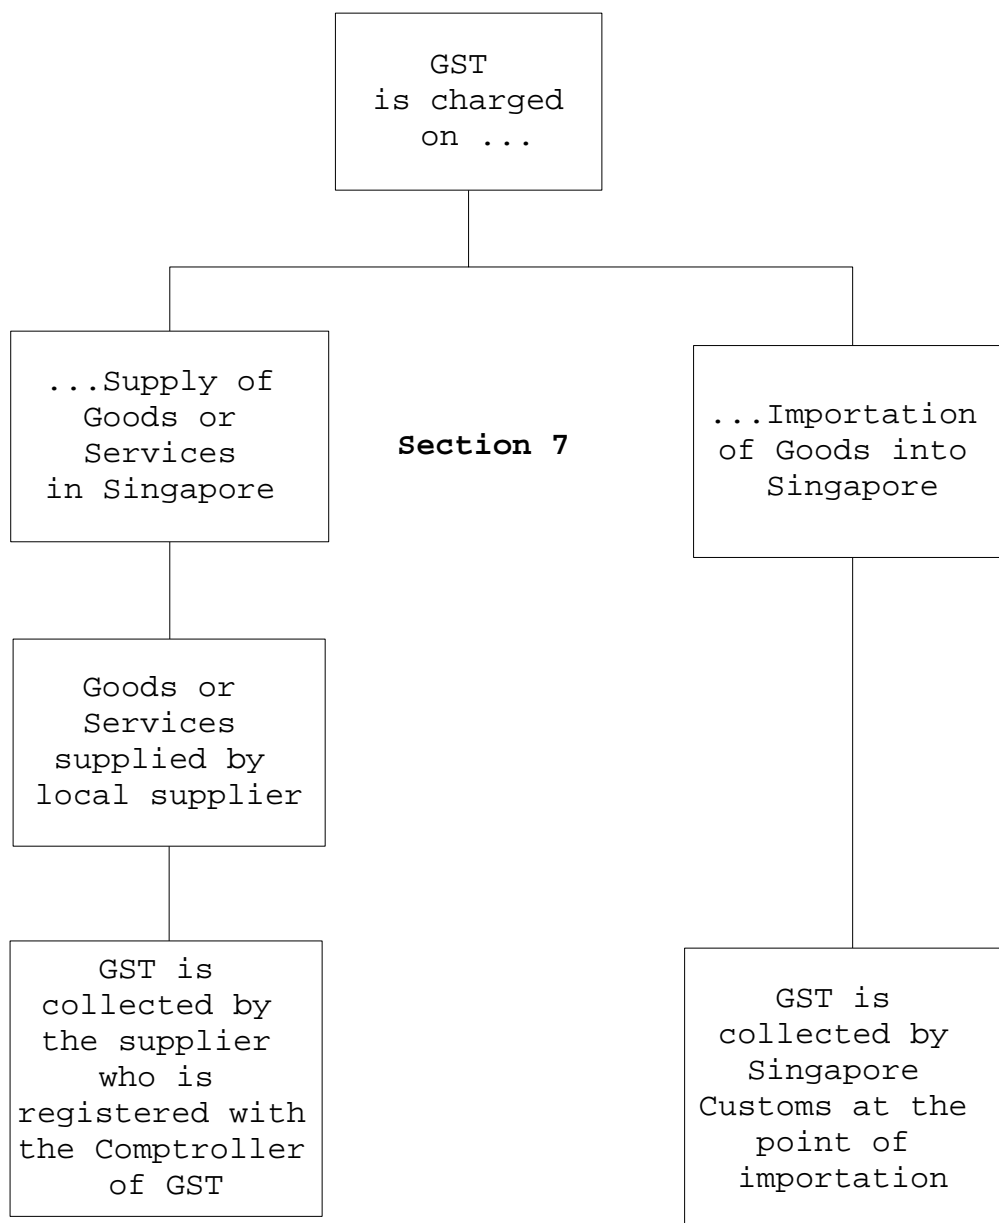 GST
is charged
on ...
...Supply of
Goods or
Services
in Singapore
Section 7
...Importation
of Goods into
Singapore
Goods or
Services
supplied by
local supplier
GST is
collected by
the supplier
who is
registered with
the Comptroller
of GST
GST is
collected by
Singapore
Customs at the
point of
importation